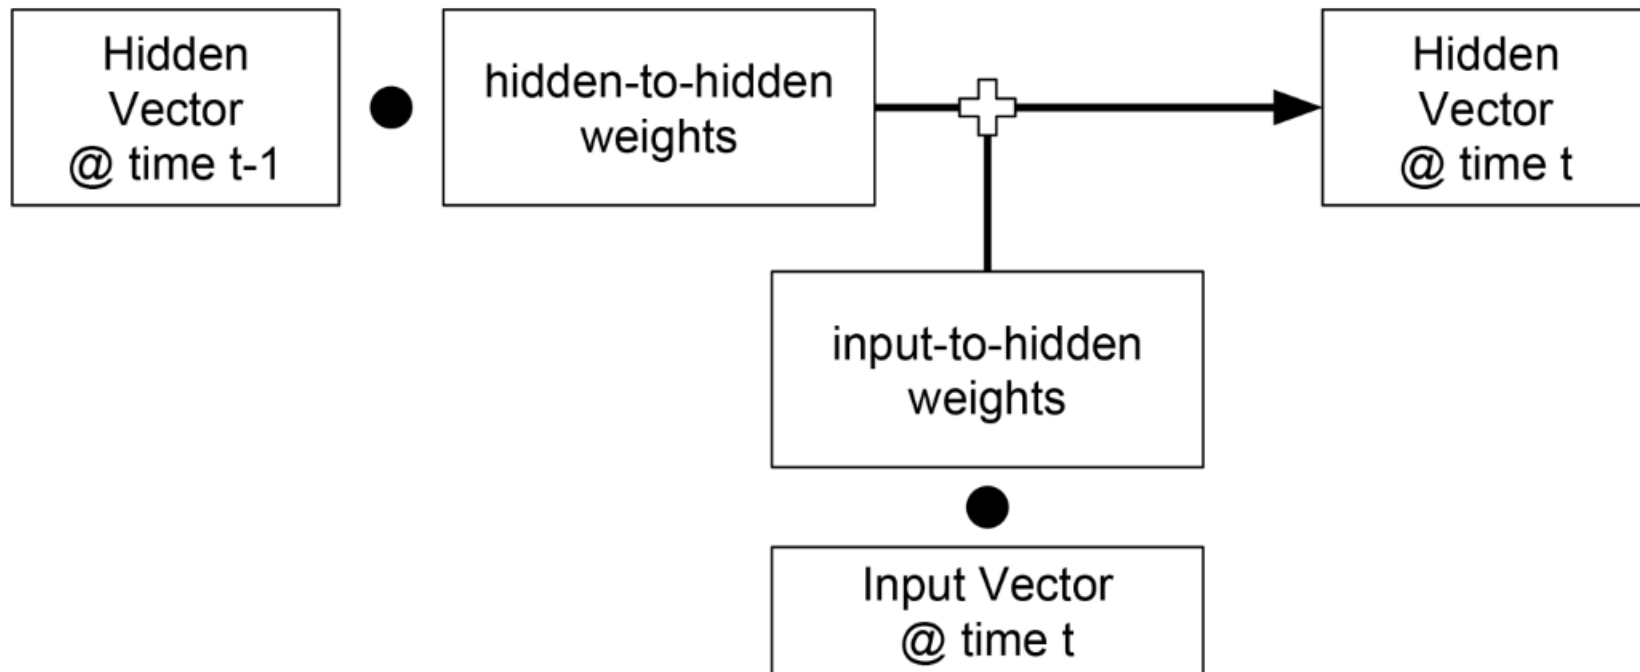 Hidden
Vector
@ time t-1
hidden-to-hidden
weights
Hidden
Vector
@ time t
input-to-hidden
weights
Input Vector
@ time t